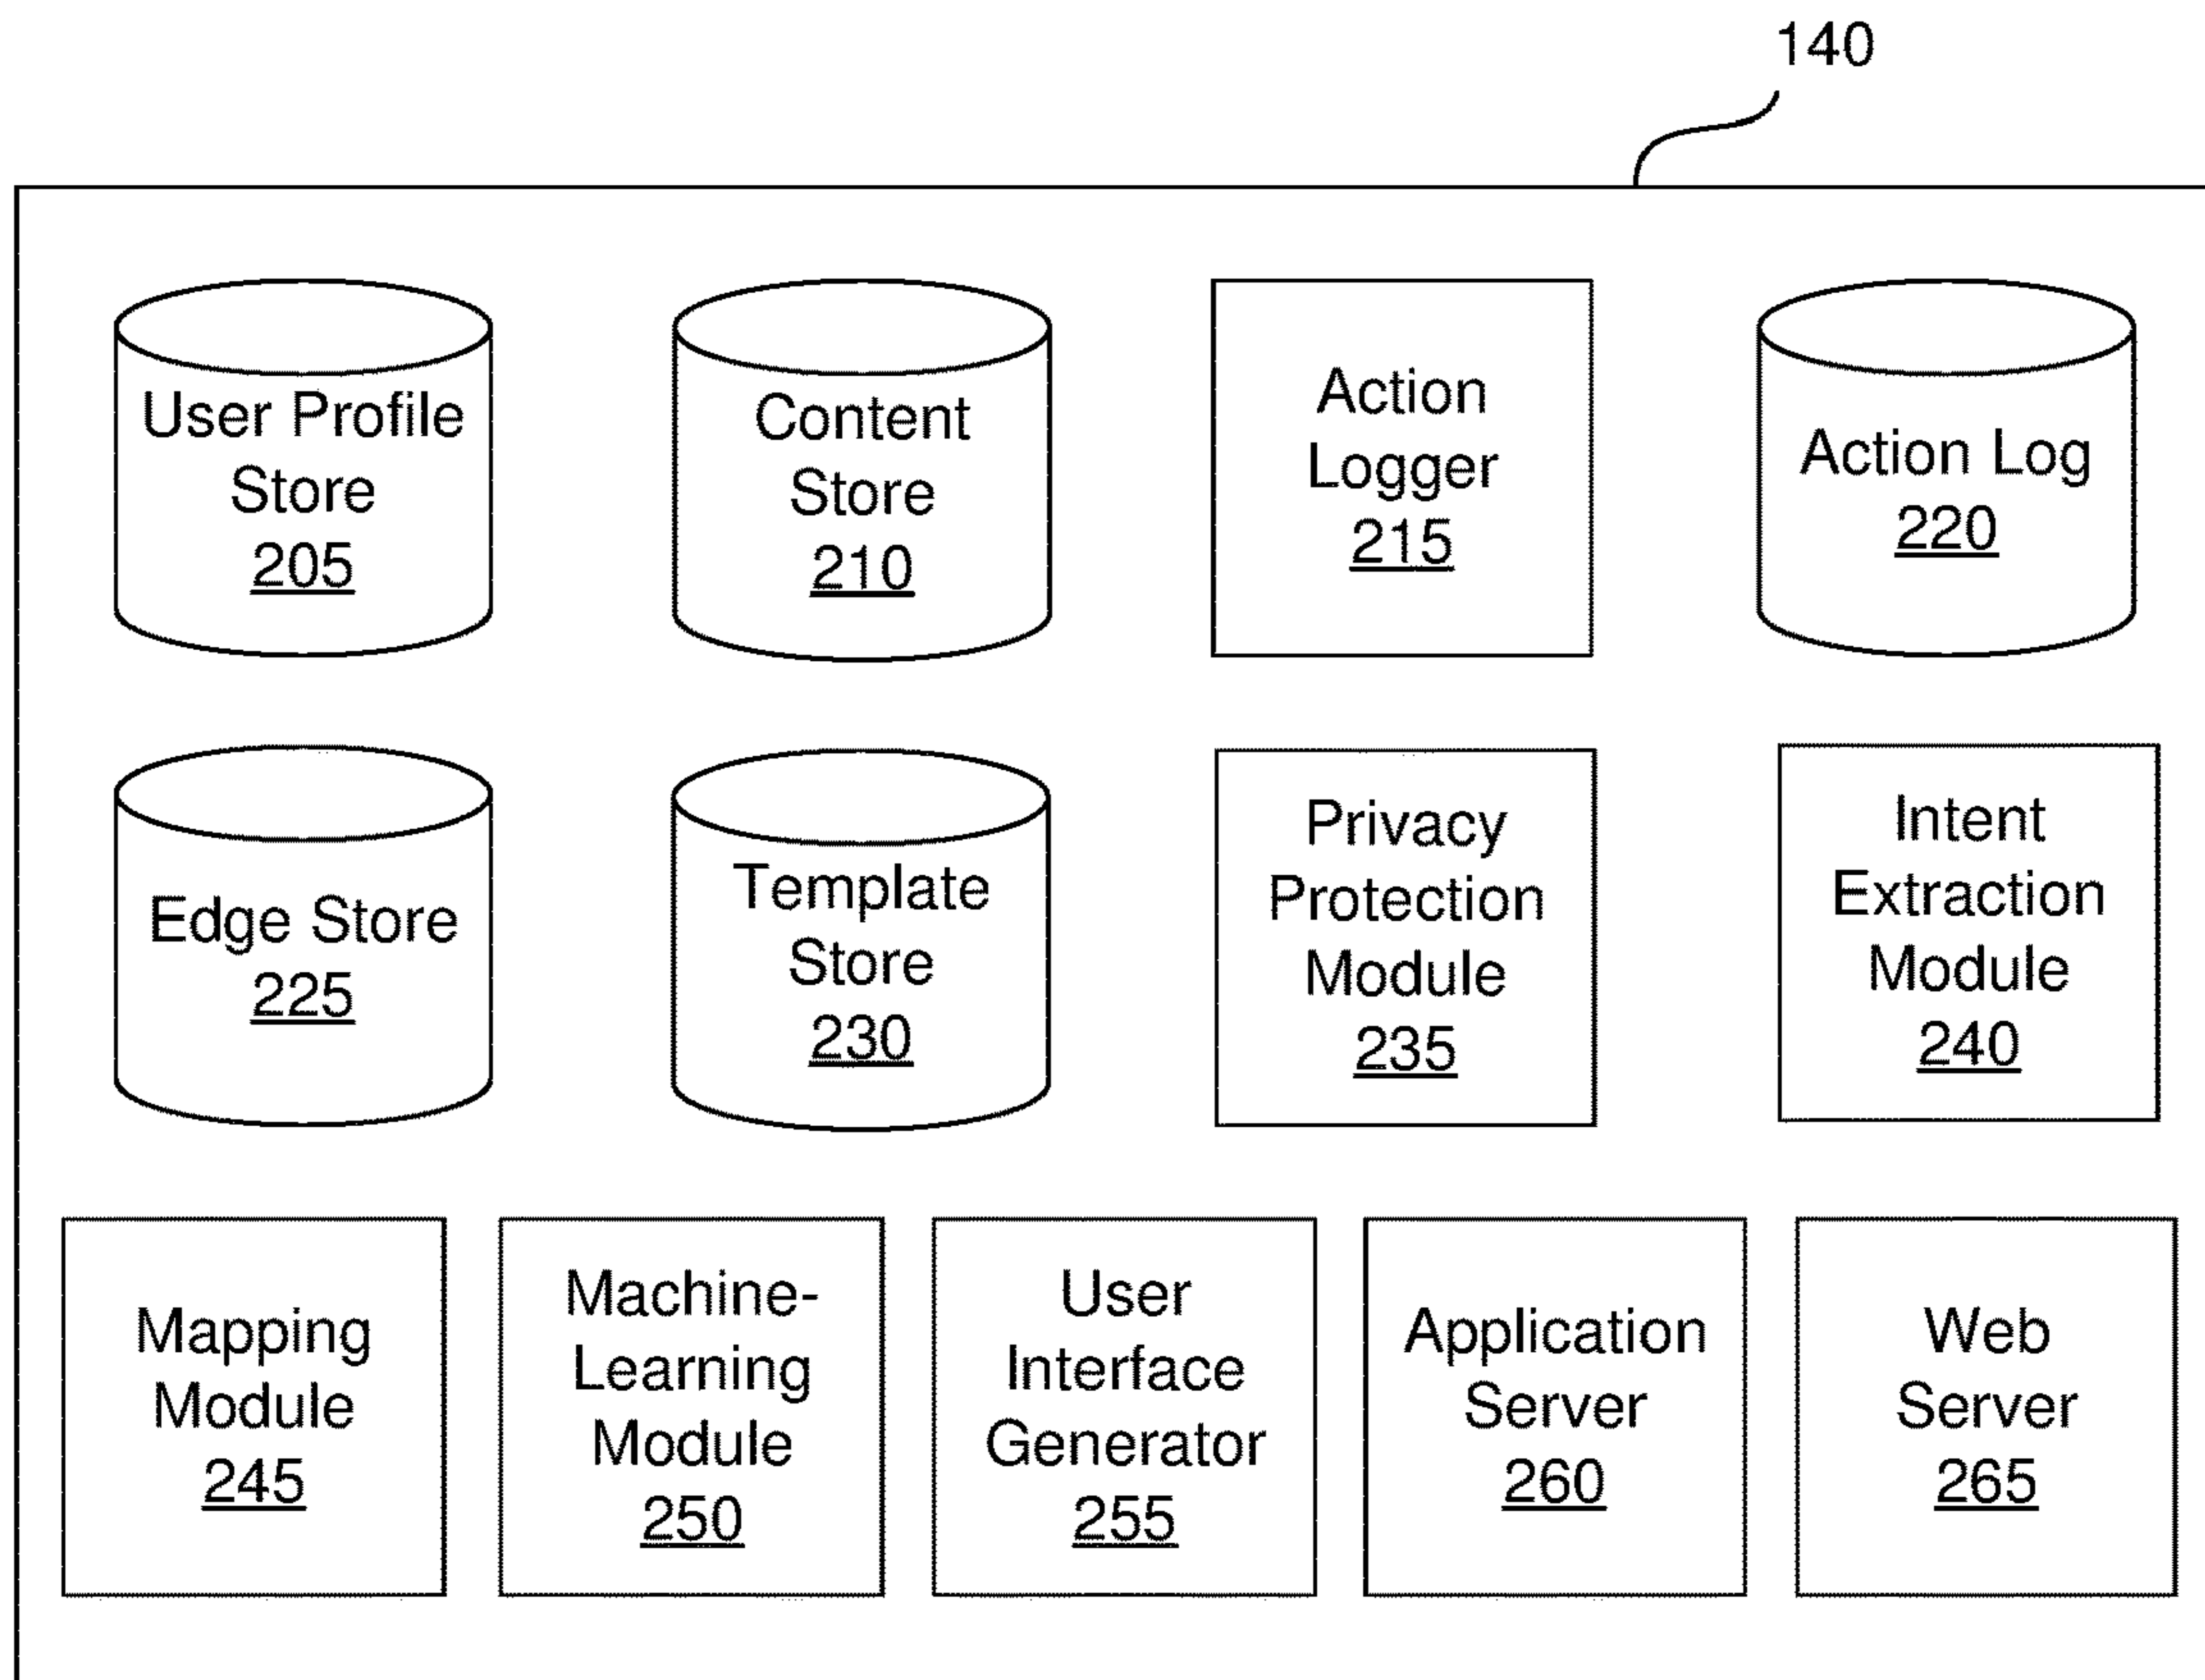 140
User Profile
Store
205
Content
Store
210
Action
Logger
215
Action Log
220
Edge Store
225
Template
Store
230
Privacy
Protection
Module
235
Intent
Extraction
Module
240
Mapping
Module
245
Machine-
Learning
Module
250
User
Interface
Generator
255
Application
Server
260
Web
Server
265